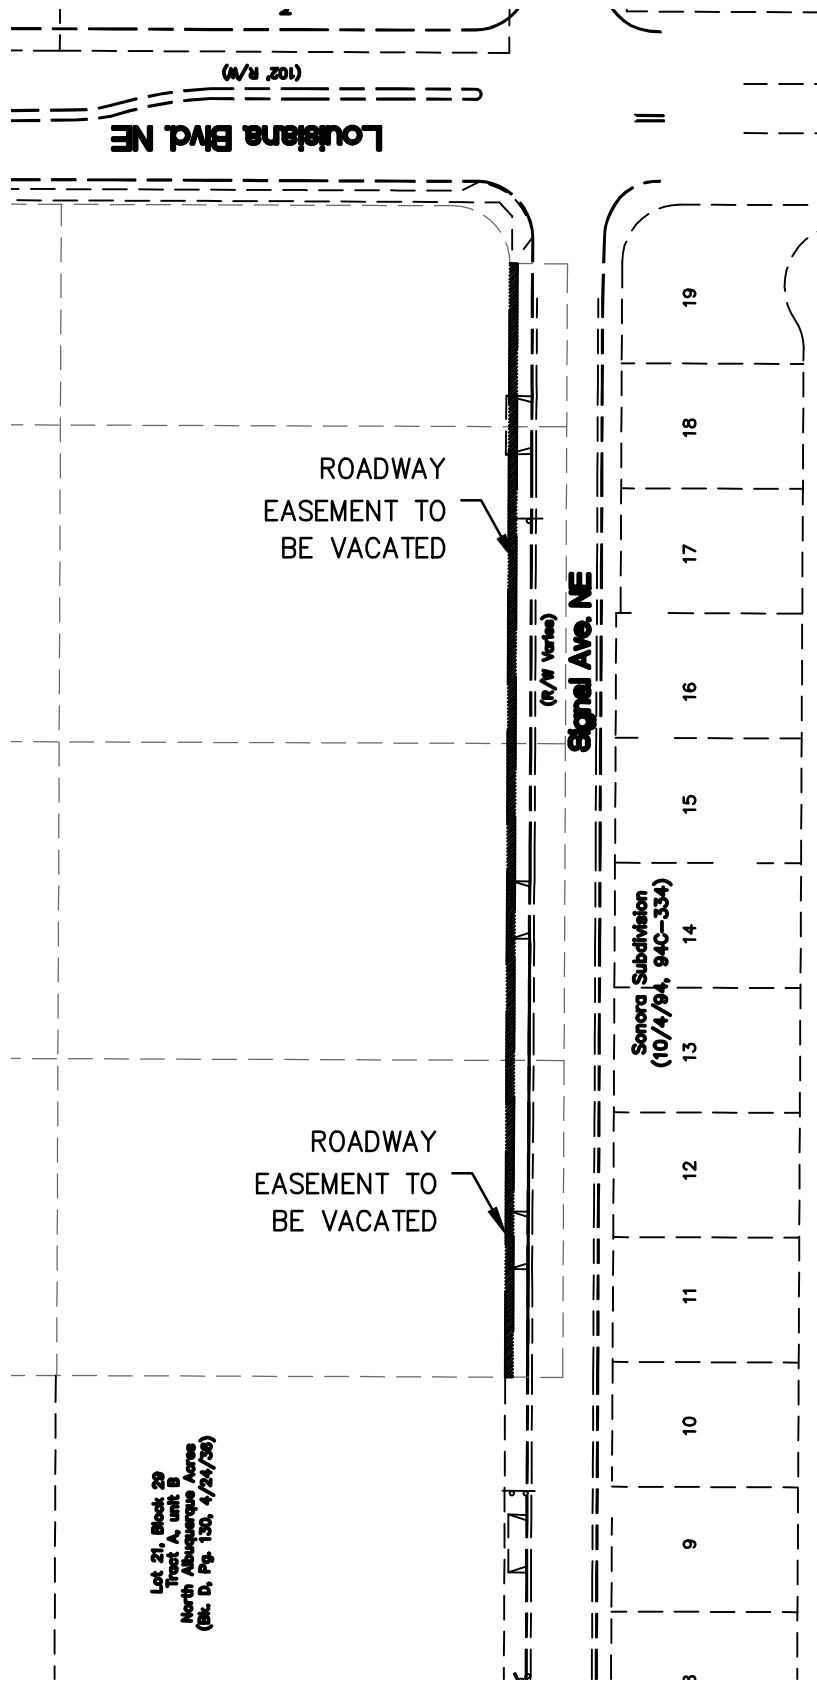 (102' R/W)
Louisiana Blvd. NE
19
18
ROADWAY
EASEMENT TO
BE VACATED
17
Signal Ave. NE
(R/W Varies)
16
15
Sonora Subdivision
(10/4/94, 94C-334)
14
13
ROADWAY
EASEMENT TO
BE VACATED
12
11
10
Lot 21, Block 29
Tract A, unit B
North Albuquerque Acres
(Bk. D, Pg. 130, 4/24/36)
9